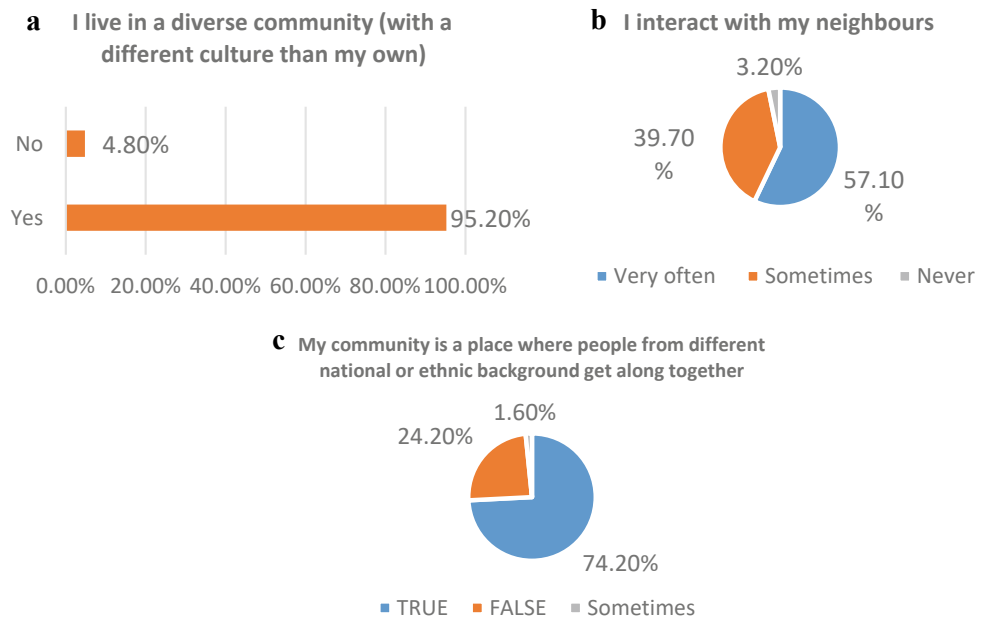 a I live in a diverse community (with a
different culture than my own)
No
4.80%
Yes
95.20%
0.00% 20.00% 40.00% 60.00% 80.00% 100.00%
b I interact with my neighbours
3.20%
39.70
%
57.10
%
Very often Sometimes Never
c My community is a place where people from different
national or ethnic background get along together
1.60%
24.20%
74.20%
TRUE FALSE Sometimes